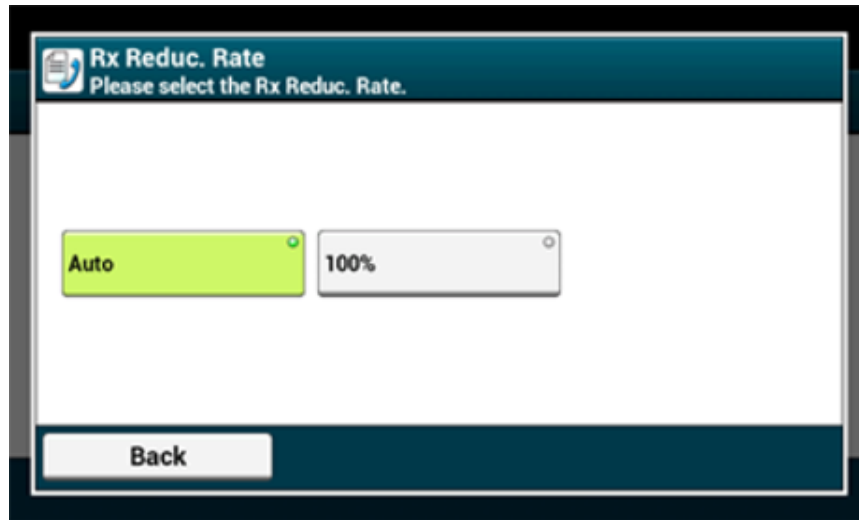 Rx Reduc. Rate
Please select the Rx Reduc. Rate.
Auto
100%
Back